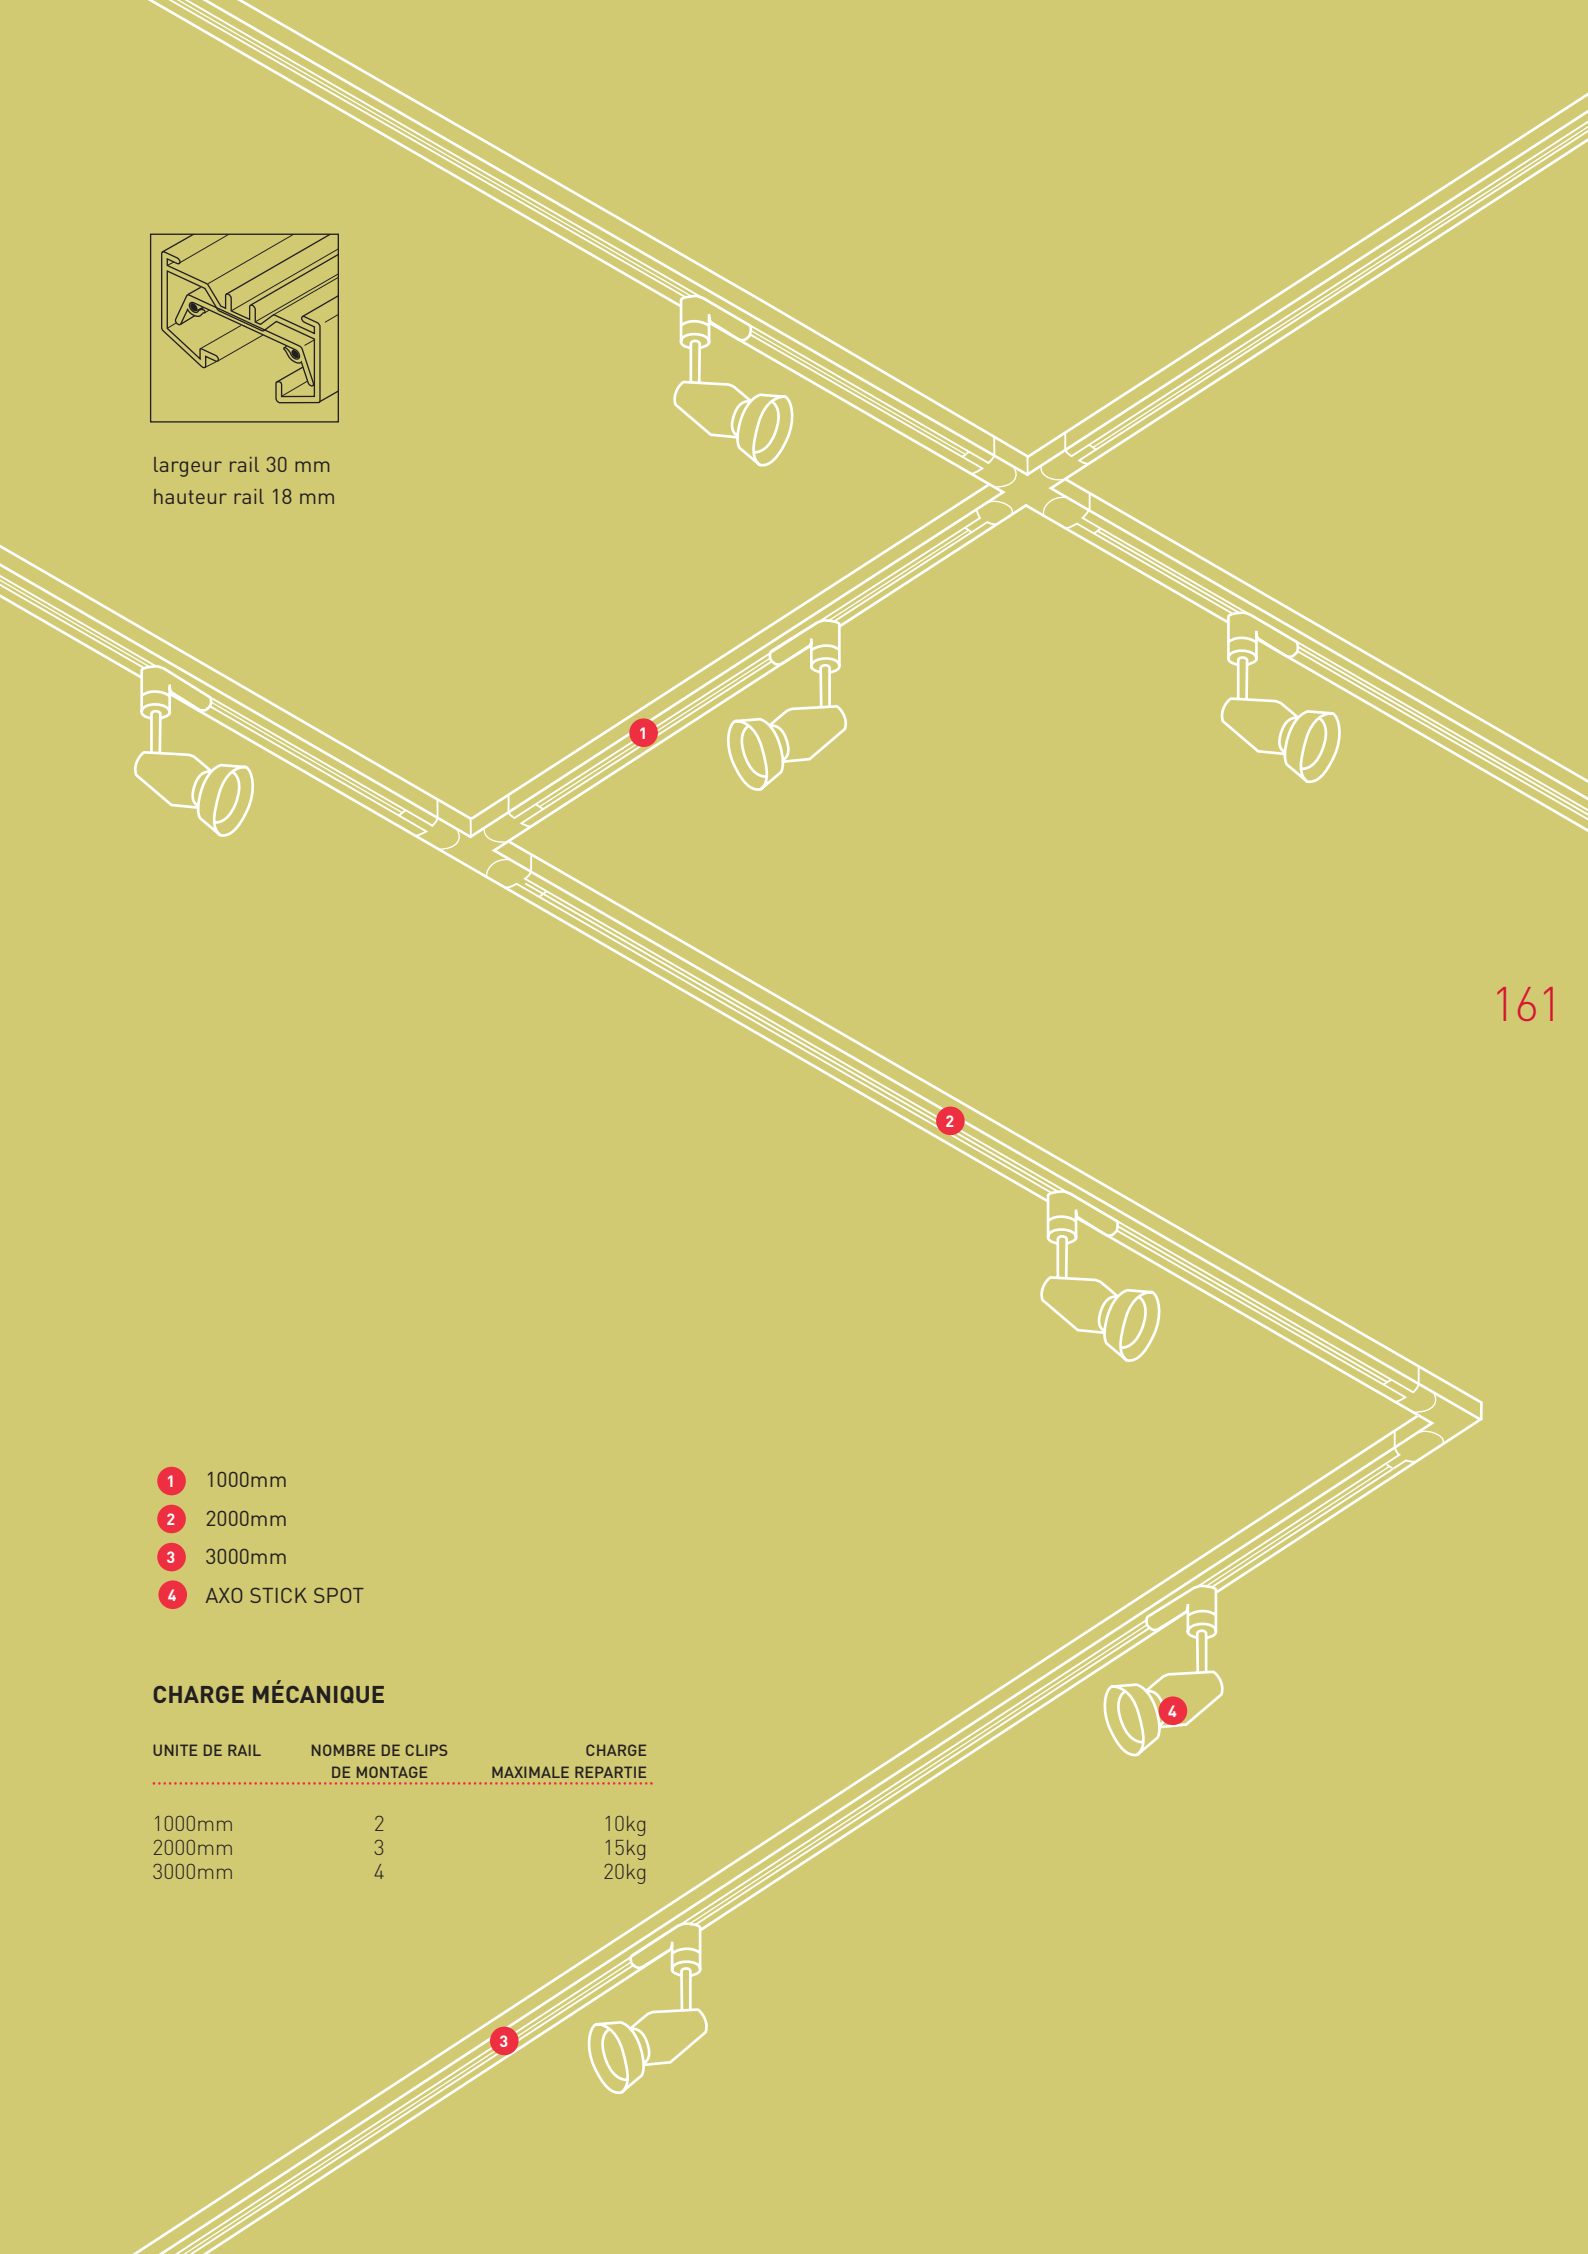 largeur rail 30 mm
hauteur rail 18 mm
1
161
2
1 1000mm
2 2000mm
3 3000mm
4 AXO STICK SPOT
4
CHARGE MÉCANIQUE
UNITE DE RAIL NOMBRE DE CLIPS CHARGE
DE MONTAGE MAXIMALE REPARTIE
1000mm 2 10kg
2000mm 3 15kg
3000mm 4 20kg
3